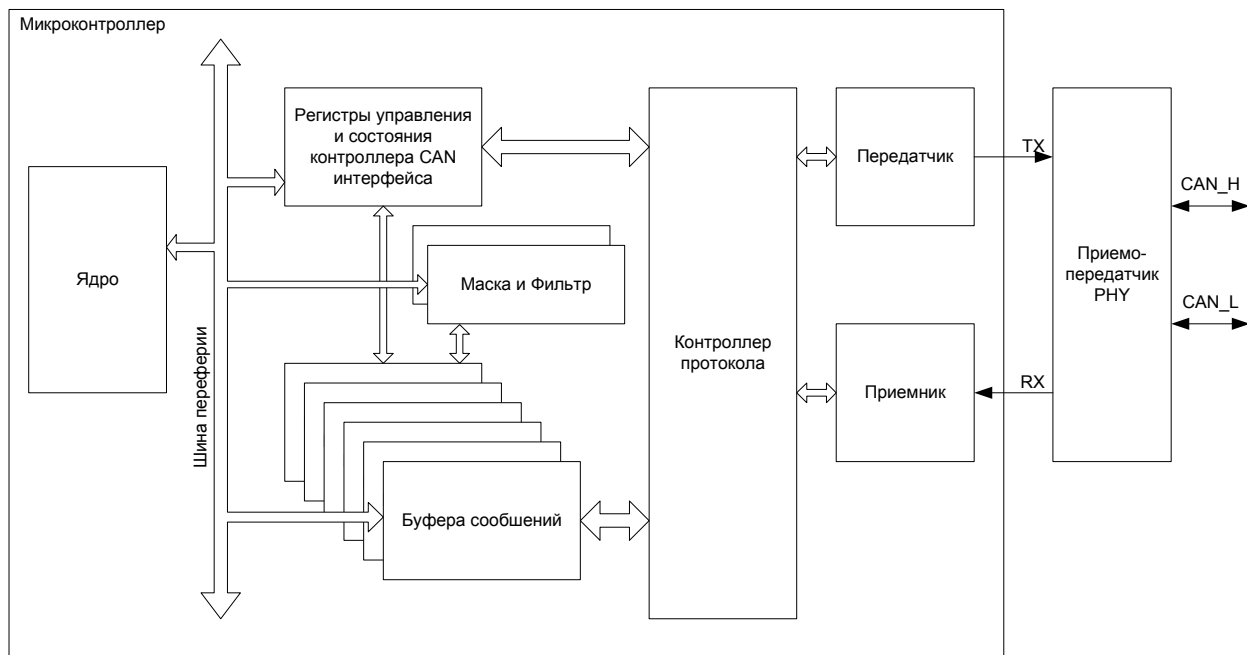 Микроконтроллер
Регистры управления
и состояния
контроллера CAN
интерфейса
Передатчик
TX
CAN_H
Ядро
Маска и Фильтр
Приемо-
передатчик
PHY
CAN_L
Контроллер
протокола
Приемник
RX
Шина переферии
Буфера сообшений